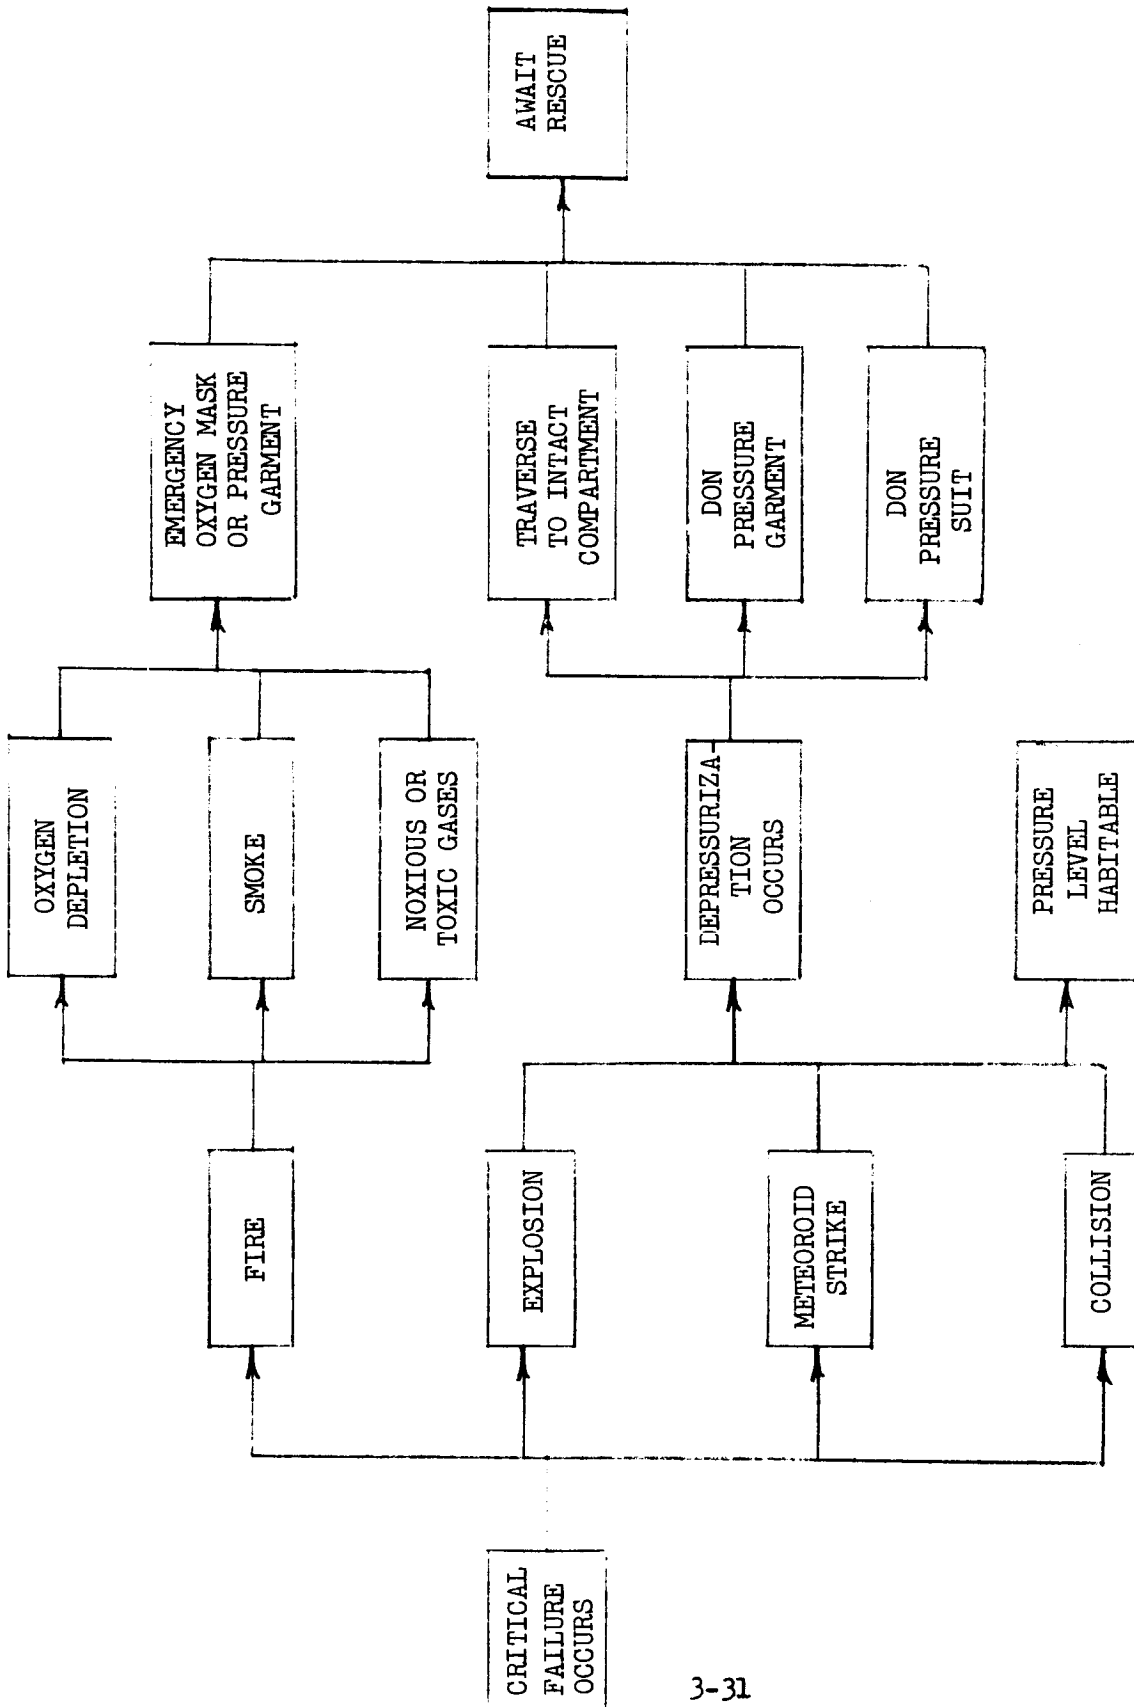 CRITICAL
FAILURE
OCCURS
FIRE
EXPLOSION
METEOROID
STRIKE
COLLISION
OXYGEN
DEPLETION
SMOKE
NOXIOUS OR
TOXIC GASES
DEPRESSURIZA-
TION
OCCURS
PRESSURE
LEVEL
HABITABLE
EMERGENCY
OXYGEN MASK
OR PRESSURE
GARMENT
TRAVERSE
TO INTACT
COMPARTMENT
DON
PRESSURE
GARMENT
DON
PRESSURE
SUIT
AWAIT
RESCUE
3-31